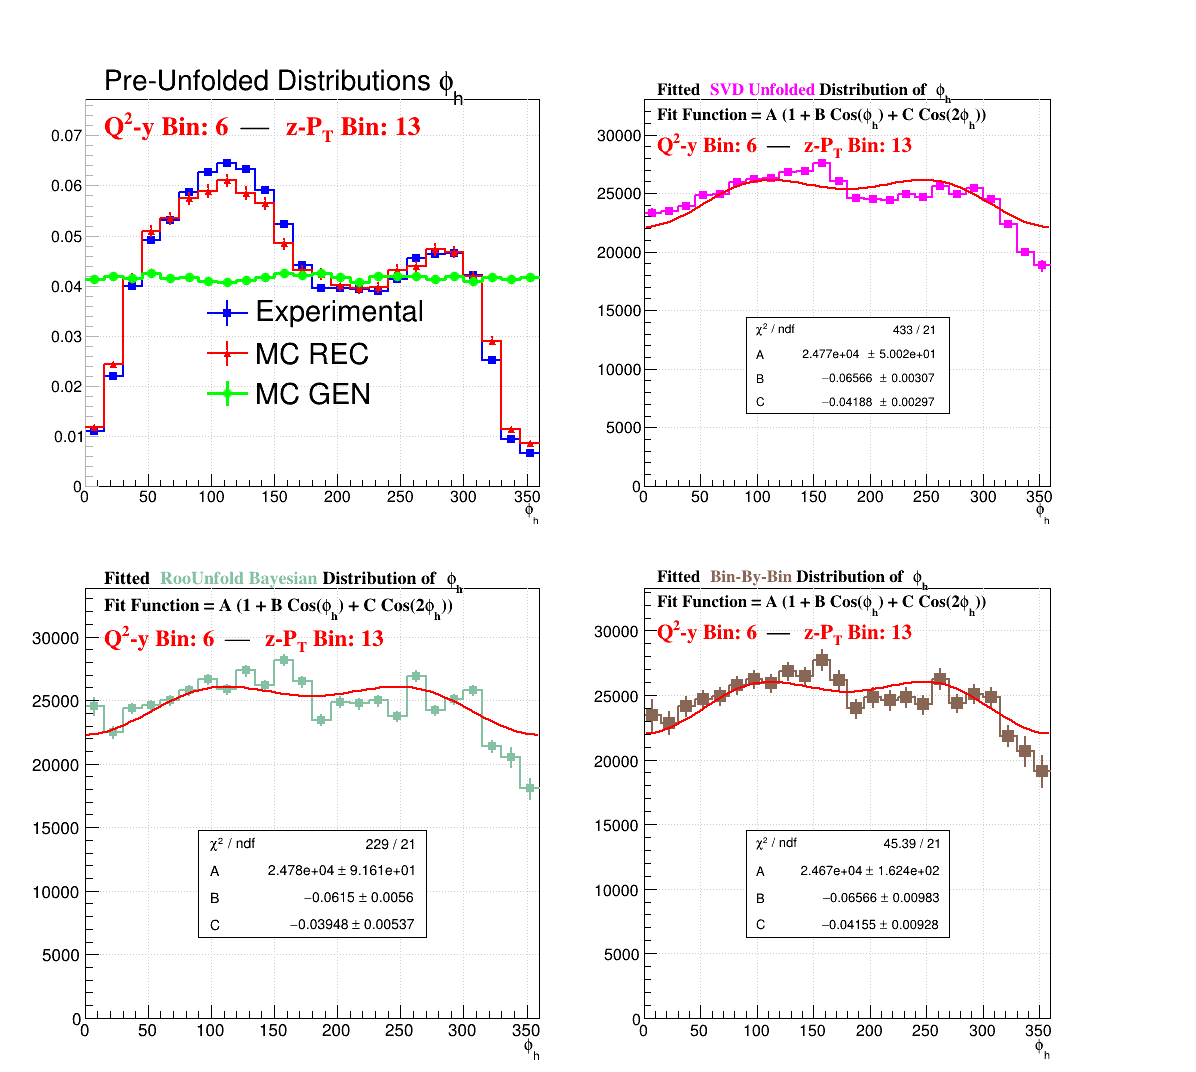 Pre-Unfolded Distributions ϕh
Q²-y Bin: 6 — z-PT Bin: 13
0.07
0.06
0.05
0.04
0.03
0.02
0.01
0
Experimental
MC REC
MC GEN
0 50 100 150 200 250 300 350
ϕh
Fitted SVD Unfolded Distribution of ϕh
Fit Function = A (1 + B Cos(ϕh) + C Cos(2ϕh))
Q²-y Bin: 6 — z-PT Bin: 13
30000
25000
20000
15000
10000
5000
0
χ² / ndf 433 / 21
A 2.477e+04 ± 5.002e+01
B −0.06566 ± 0.00307
C −0.04188 ± 0.00297
0 50 100 150 200 250 300 350
ϕh
Fitted RooUnfold Bayesian Distribution of ϕh
Fit Function = A (1 + B Cos(ϕh) + C Cos(2ϕh))
Q²-y Bin: 6 — z-PT Bin: 13
30000
25000
20000
15000
10000
5000
0
χ² / ndf 229 / 21
A 2.478e+04 ± 9.161e+01
B −0.0615 ± 0.0056
C −0.03948 ± 0.00537
0 50 100 150 200 250 300 350
ϕh
Fitted Bin-By-Bin Distribution of ϕh
Fit Function = A (1 + B Cos(ϕh) + C Cos(2ϕh))
Q²-y Bin: 6 — z-PT Bin: 13
30000
25000
20000
15000
10000
5000
0
χ² / ndf 45.39 / 21
A 2.467e+04 ± 1.624e+02
B −0.06566 ± 0.00983
C −0.04155 ± 0.00928
0 50 100 150 200 250 300 350
ϕh